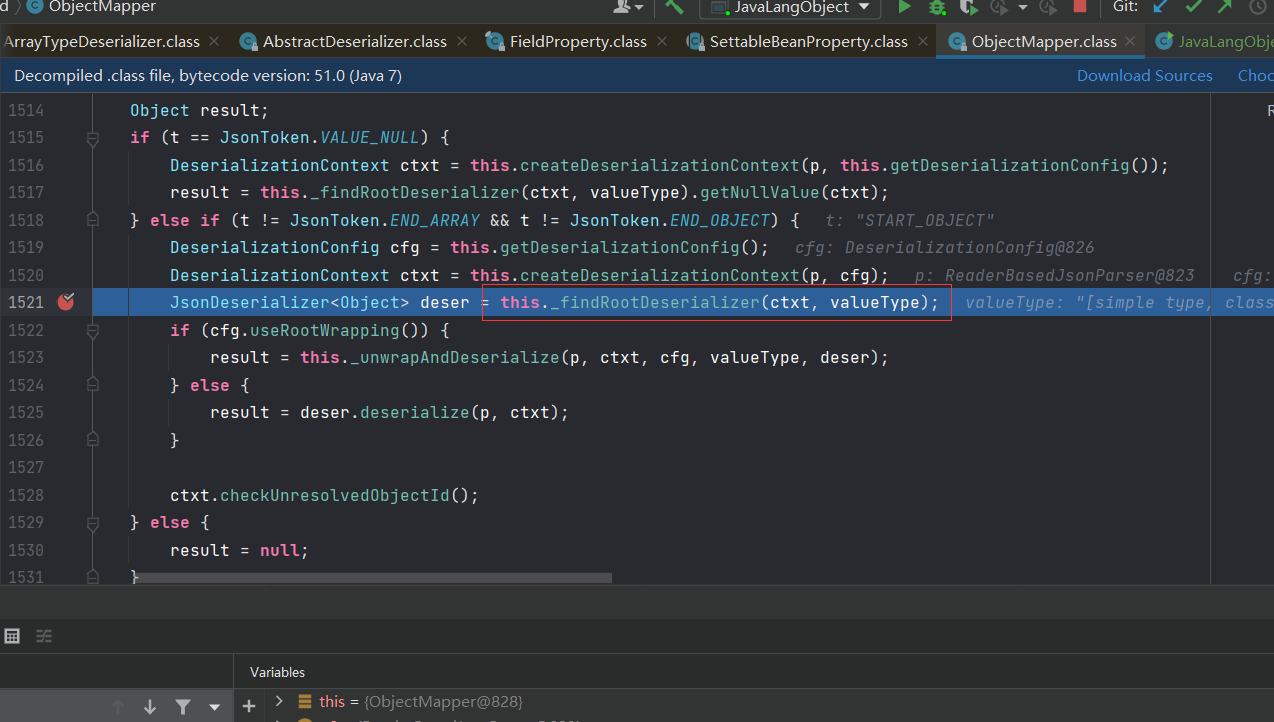 d ObjectMapper JavaLangObject Git:
ArrayTypeDeserializer.class AbstractDeserializer.class FieldProperty.class SettableBeanProperty.class ObjectMapper.class JavaLangObje
Decompiled .class file, bytecode version: 51.0 (Java 7) Download Sources Choo
1514 Object result;
1515 if (t == JsonToken.VALUE_NULL) {
1516 DeserializationContext ctxt = this.createDeserializationContext(p, this.getDeserializationConfig());
1517 result = this._findRootDeserializer(ctxt, valueType).getNullValue(ctxt);
1518 } else if (t != JsonToken.END_ARRAY && t != JsonToken.END_OBJECT) { t: "START_OBJECT"
1519 DeserializationConfig cfg = this.getDeserializationConfig(); cfg: DeserializationConfig@826
1520 DeserializationContext ctxt = this.createDeserializationContext(p, cfg); p: ReaderBasedJsonParser@823 cfg:
1521 JsonDeserializer<Object> deser = this._findRootDeserializer(ctxt, valueType); valueType: "[simple type, class
1522 if (cfg.useRootWrapping()) {
1523 result = this._unwrapAndDeserialize(p, ctxt, cfg, valueType, deser);
1524 } else {
1525 result = deser.deserialize(p, ctxt);
1526 }
1527
1528 ctxt.checkUnresolvedObjectId();
1529 } else {
1530 result = null;
1531 }
Variables
this = {ObjectMapper@828}